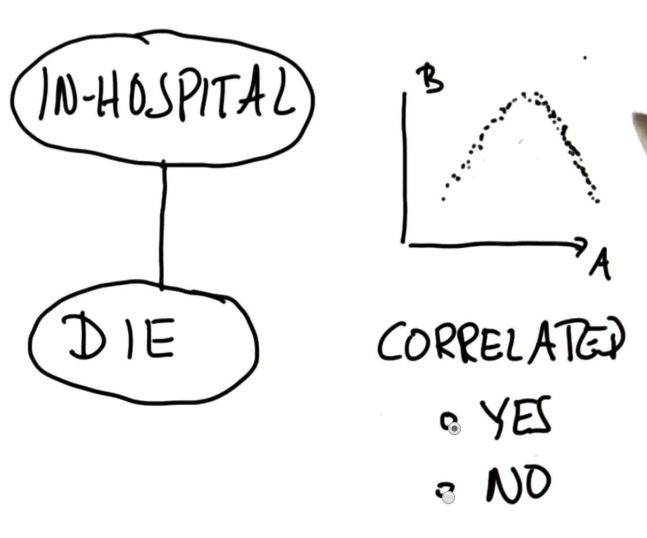 IN-HOSPITAL
DIE
B
A
CORRELATED
YES
NO